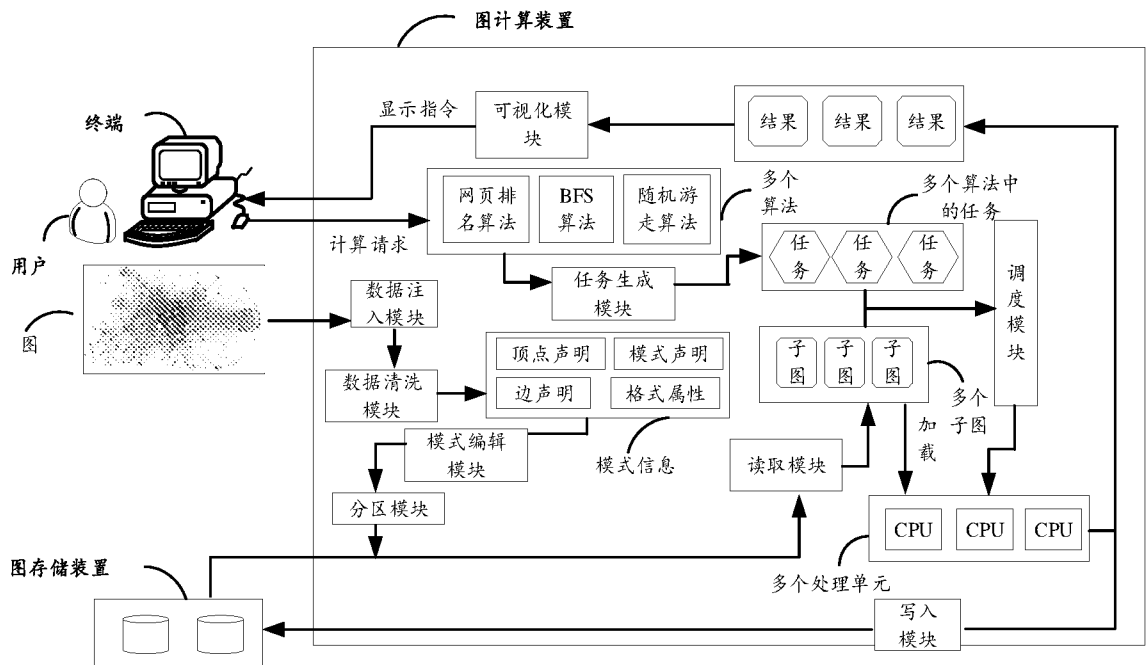 图计算装置
终端
显示指令
可视化模
块
结果
结果
结果
用户
计算请求
网页排
名算法
BFS
算法
随机游
走算法
多个
算法
多个算法中
的任务
任
务
任
务
任
务
图
数据注
入模块
任务生成
模块
调
度
模
块
数据清洗
模块
顶点声明
模式声明
边声明
格式属性
模式信息
子
图
子
图
子
图
多个
子图
加
载
模式编辑
模块
读取模块
分区模块
CPU
CPU
CPU
多个处理单元
图存储装置
写入
模块